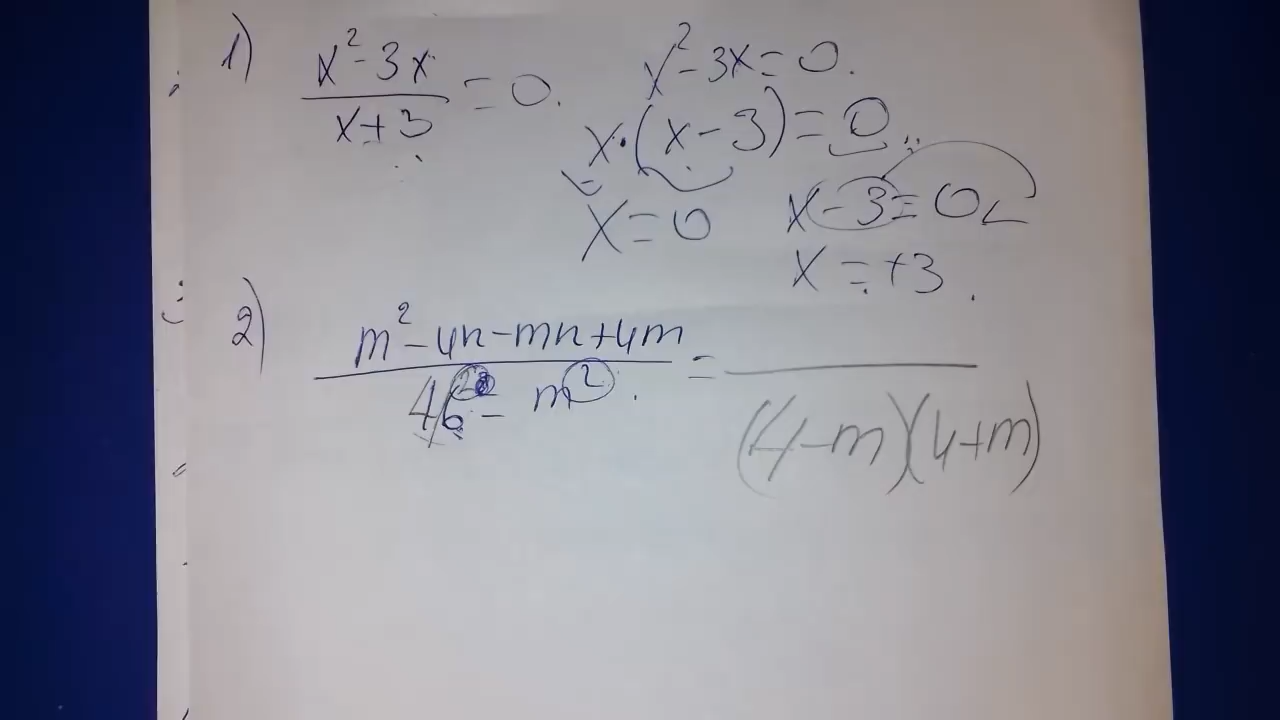 1) x² - 3x / x + 3 = 0.
x² - 3x = 0.
x · (x - 3) = 0
x = 0
x - 3 = 0
x = +3.
2) m² - 4n - mn + 4m / 46² - m². = / (4 - m)(4 + m)